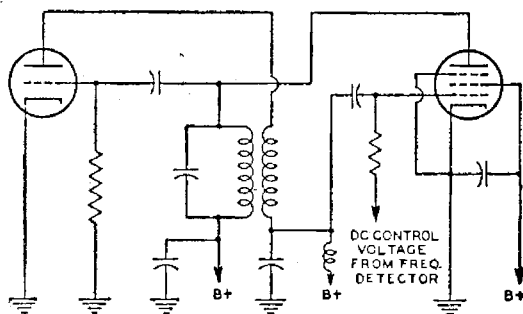 DC CONTROL
VOLTAGE
FROM FREQ.
DETECTOR
B+
B+
B+